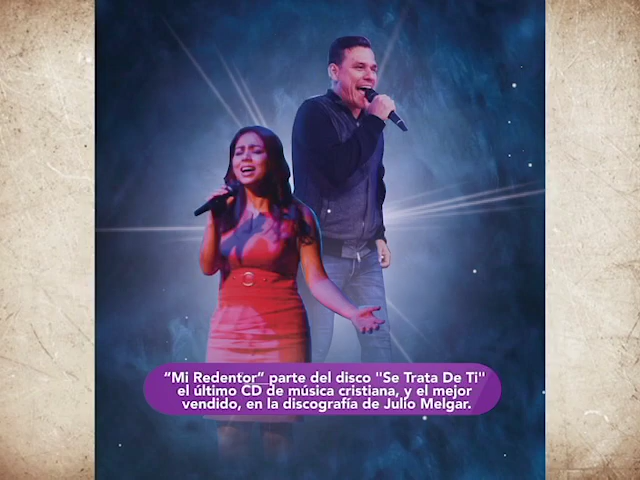 “Mi Redentor” parte del disco "Se Trata De Ti"
el último CD de música cristiana, y el mejor
vendido, en la discografía de Julio Melgar.